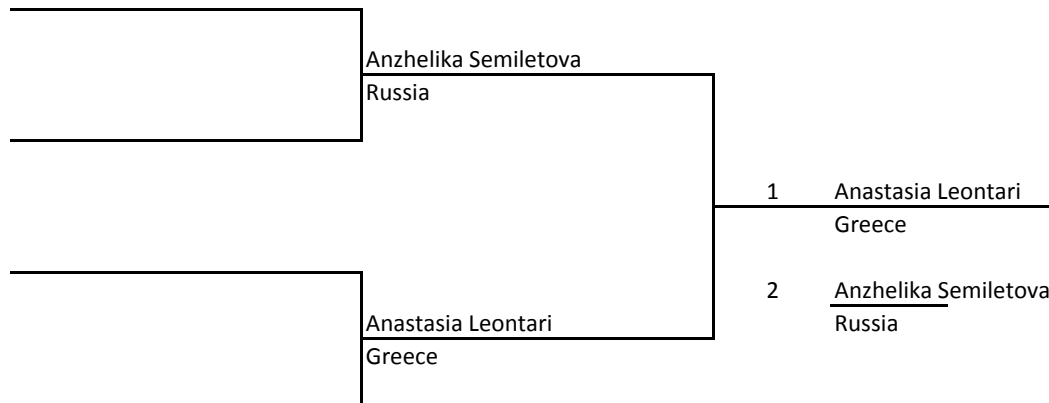 Anzhelika Semiletova
Russia
1 Anastasia Leontari
Greece
2 Anzhelika Semiletova
Russia
Anastasia Leontari
Greece